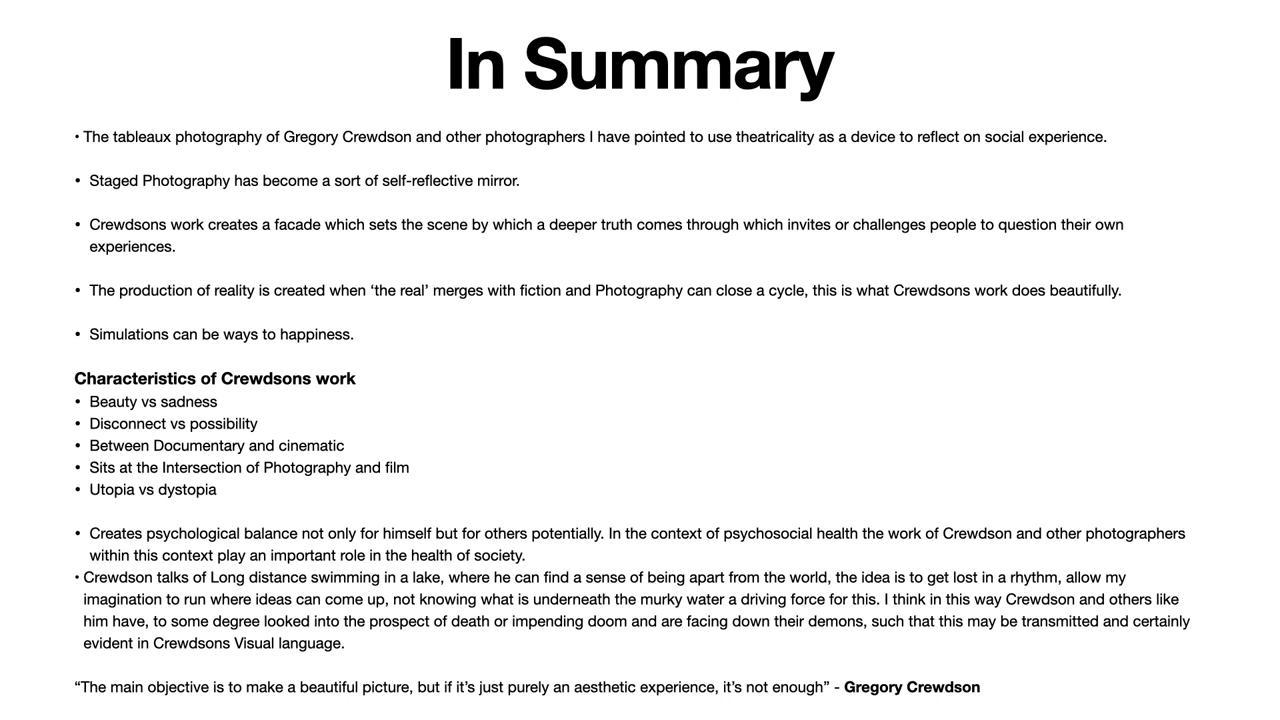 In Summary
• The tableaux photography of Gregory Crewdson and other photographers I have pointed to use theatricality as a device to reflect on social experience.
• Staged Photography has become a sort of self-reflective mirror.
• Crewdsons work creates a facade which sets the scene by which a deeper truth comes through which invites or challenges people to question their own
experiences.
• The production of reality is created when ‘the real’ merges with fiction and Photography can close a cycle, this is what Crewdsons work does beautifully.
• Simulations can be ways to happiness.
Characteristics of Crewdsons work
• Beauty vs sadness
• Disconnect vs possibility
• Between Documentary and cinematic
• Sits at the Intersection of Photography and film
• Utopia vs dystopia
• Creates psychological balance not only for himself but for others potentially. In the context of psychosocial health the work of Crewdson and other photographers
within this context play an important role in the health of society.
• Crewdson talks of Long distance swimming in a lake, where he can find a sense of being apart from the world, the idea is to get lost in a rhythm, allow my
imagination to run where ideas can come up, not knowing what is underneath the murky water a driving force for this. I think in this way Crewdson and others like
him have, to some degree looked into the prospect of death or impending doom and are facing down their demons, such that this may be transmitted and certainly
evident in Crewdsons Visual language.
“The main objective is to make a beautiful picture, but if it’s just purely an aesthetic experience, it’s not enough” - Gregory Crewdson